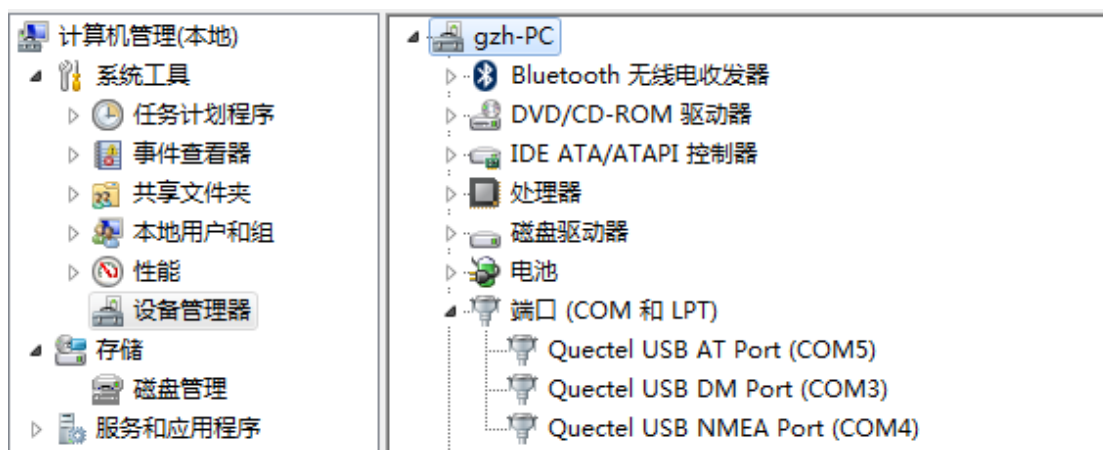 计算机管理(本地)
系统工具
任务计划程序
事件查看器
共享文件夹
本地用户和组
性能
设备管理器
存储
磁盘管理
服务和应用程序
gzh-PC
Bluetooth 无线电收发器
DVD/CD-ROM 驱动器
IDE ATA/ATAPI 控制器
处理器
磁盘驱动器
电池
端口 (COM 和 LPT)
Quectel USB AT Port (COM5)
Quectel USB DM Port (COM3)
Quectel USB NMEA Port (COM4)